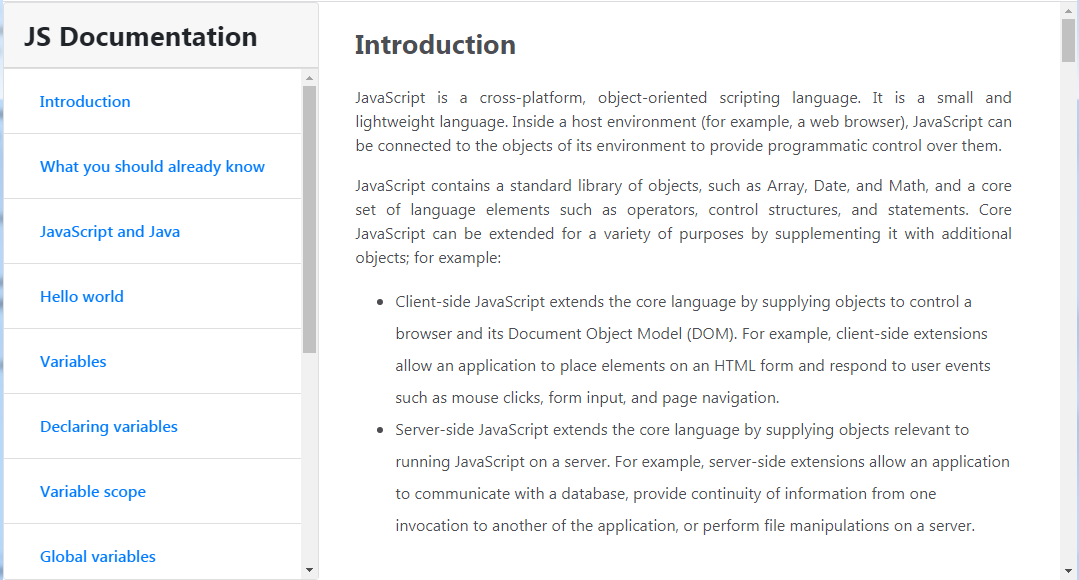 JS Documentation
Introduction
What you should already know
JavaScript and Java
Hello world
Variables
Declaring variables
Variable scope
Global variables
Introduction
JavaScript is a cross-platform, object-oriented scripting language. It is a small and
lightweight language. Inside a host environment (for example, a web browser), JavaScript can
be connected to the objects of its environment to provide programmatic control over them.
JavaScript contains a standard library of objects, such as Array, Date, and Math, and a core
set of language elements such as operators, control structures, and statements. Core
JavaScript can be extended for a variety of purposes by supplementing it with additional
objects; for example:
• Client-side JavaScript extends the core language by supplying objects to control a
browser and its Document Object Model (DOM). For example, client-side extensions
allow an application to place elements on an HTML form and respond to user events
such as mouse clicks, form input, and page navigation.
• Server-side JavaScript extends the core language by supplying objects relevant to
running JavaScript on a server. For example, server-side extensions allow an application
to communicate with a database, provide continuity of information from one
invocation to another of the application, or perform file manipulations on a server.